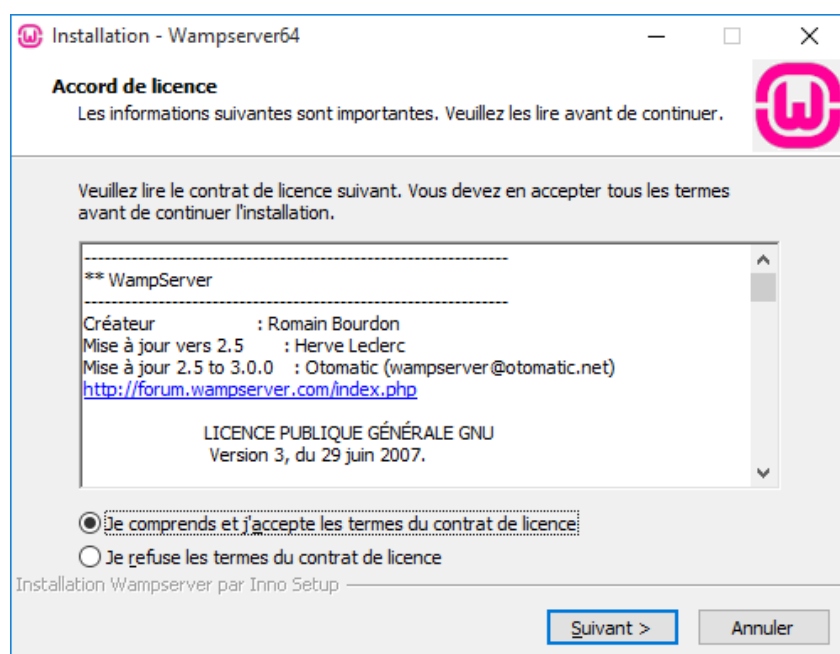 Installation - Wampserver64
Accord de licence
Les informations suivantes sont importantes. Veuillez les lire avant de continuer.
Veuillez lire le contrat de licence suivant. Vous devez en accepter tous les termes
avant de continuer l'installation.
---------------------------------------------------------------
** WampServer
---------------------------------------------------------------
Créateur : Romain Bourdon
Mise à jour vers 2.5 : Herve Leclerc
Mise à jour 2.5 to 3.0.0 : Otomatic (wampserver@otomatic.net)
http://forum.wampserver.com/index.php
LICENCE PUBLIQUE GÉNÉRALE GNU
Version 3, du 29 juin 2007.
Je comprends et j'accepte les termes du contrat de licence
Je refuse les termes du contrat de licence
Installation Wampserver par Inno Setup
Suivant > Annuler